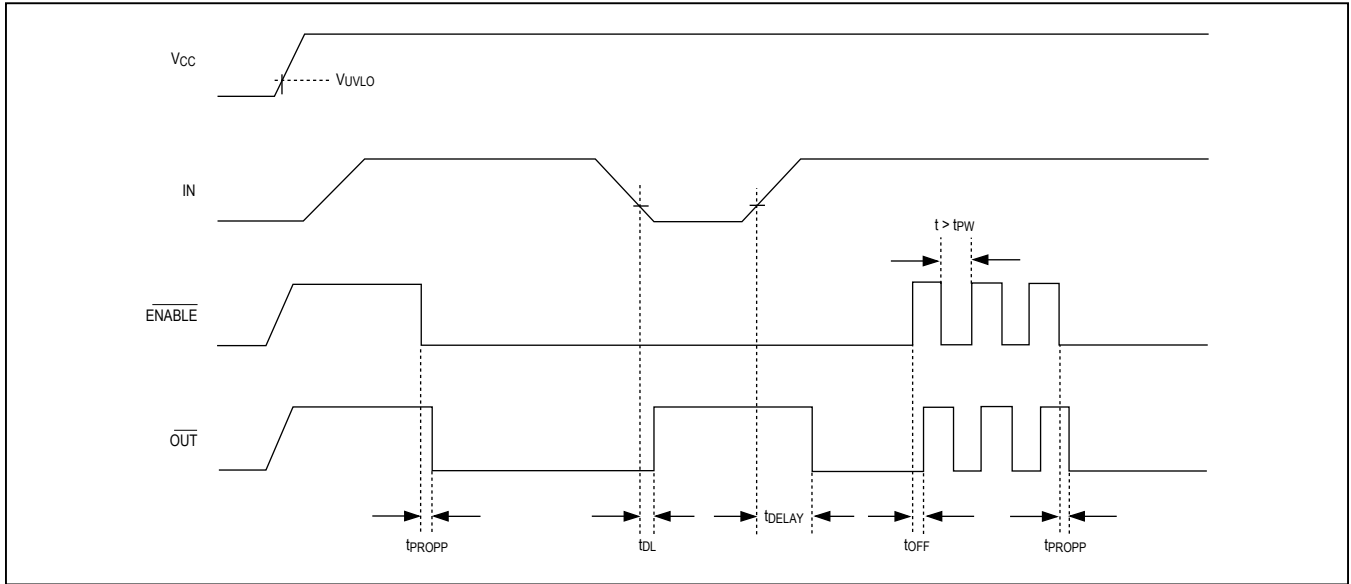 VCC
VUVLO
IN
t > tPW
ENABLE
OUT
tDELAY
tPROPP
tDL
tOFF
tPROPP